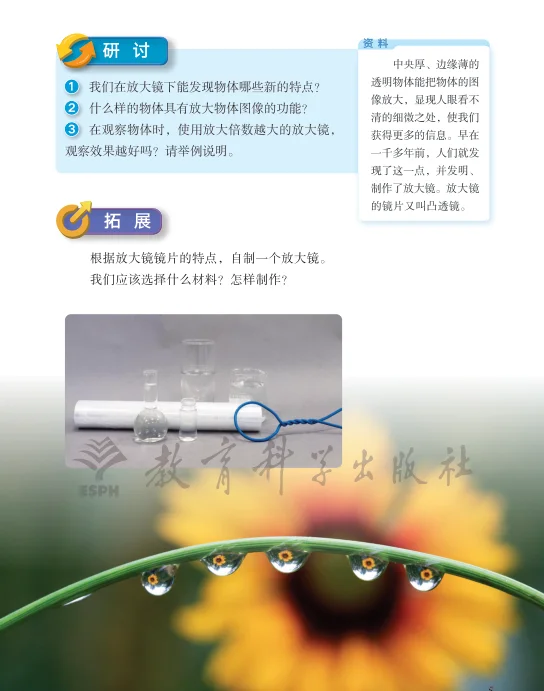 研 讨
1 我们在放大镜下能发现物体哪些新的特点？
2 什么样的物体具有放大物体图像的功能？
3 在观察物体时，使用放大倍数越大的放大镜，
观察效果越好吗？请举例说明。
资 料
中央厚、边缘薄的
透明物体能把物体的图
像放大，显现人眼看不
清的细微之处，使我们
获得更多的信息。早在
一千多年前，人们就发
现了这一点，并发明、
制作了放大镜。放大镜
的镜片又叫凸透镜。
拓 展
根据放大镜镜片的特点，自制一个放大镜。
我们应该选择什么材料？怎样制作？
ESPH
教育科学出版社